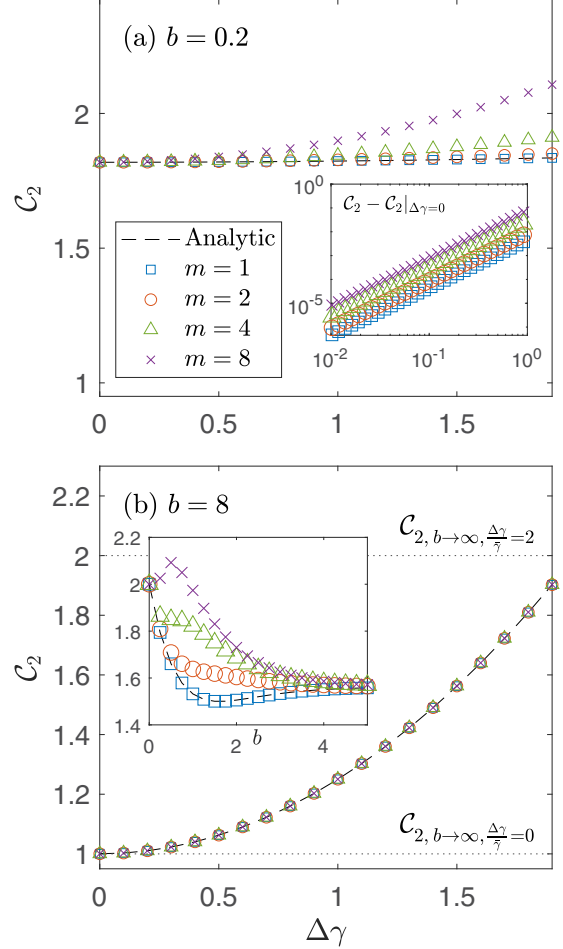 (a) b = 0.2
2
1.5
1
C₂
Analytic
m = 1
m = 2
m = 4
m = 8
10⁰
C₂ − C₂|Δγ=0
10⁻⁵
10⁻² 10⁻¹ 10⁰
0 0.5 1 1.5
(b) b = 8
2.2
2
1.8
1.6
1.4
1.2
1
C₂
C₂, b→∞, Δγ/γ̄=2
2.2
2
1.8
1.6
1.4
0 2 4
b
C₂, b→∞, Δγ/γ̄=0
0 0.5 1 1.5
Δγ